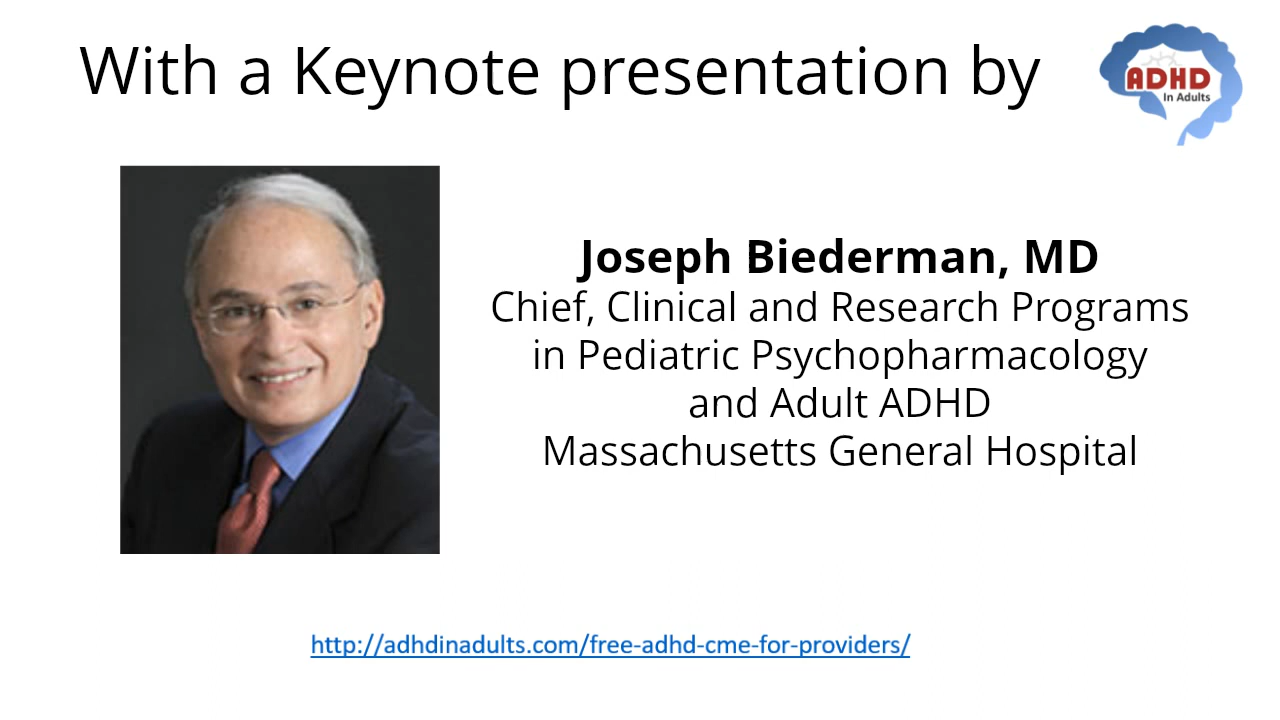 With a Keynote presentation by
ADHD
In Adults
Joseph Biederman, MD
Chief, Clinical and Research Programs
in Pediatric Psychopharmacology
and Adult ADHD
Massachusetts General Hospital
http://adhdinadults.com/free-adhd-cme-for-providers/